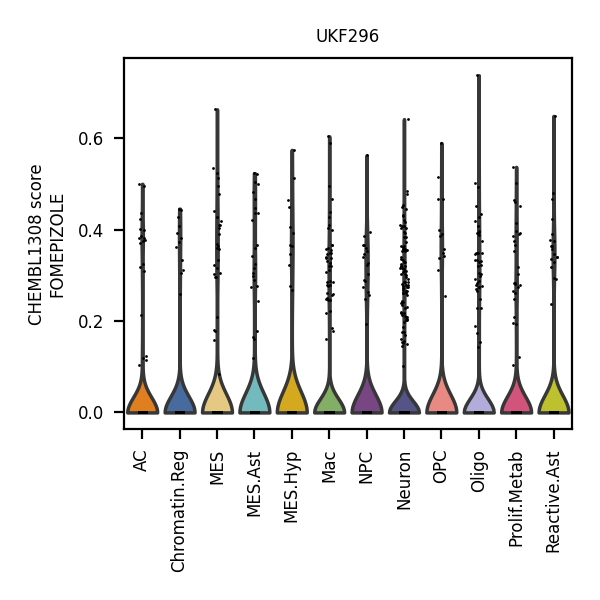 UKF296
CHEMBL1308 score
FOMEPIZOLE
0.6
0.4
0.2
0.0
AC
Chromatin.Reg
MES
MES.Ast
MES.Hyp
Mac
NPC
Neuron
OPC
Oligo
Prolif.Metab
Reactive.Ast